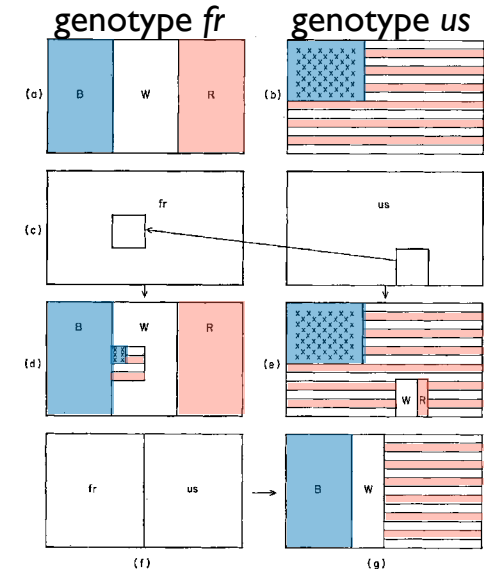 genotype fr genotype us
(a) B W R (b)
fr us
(c)
B W R
(d) (e) W R
fr us B W
(f) (g)